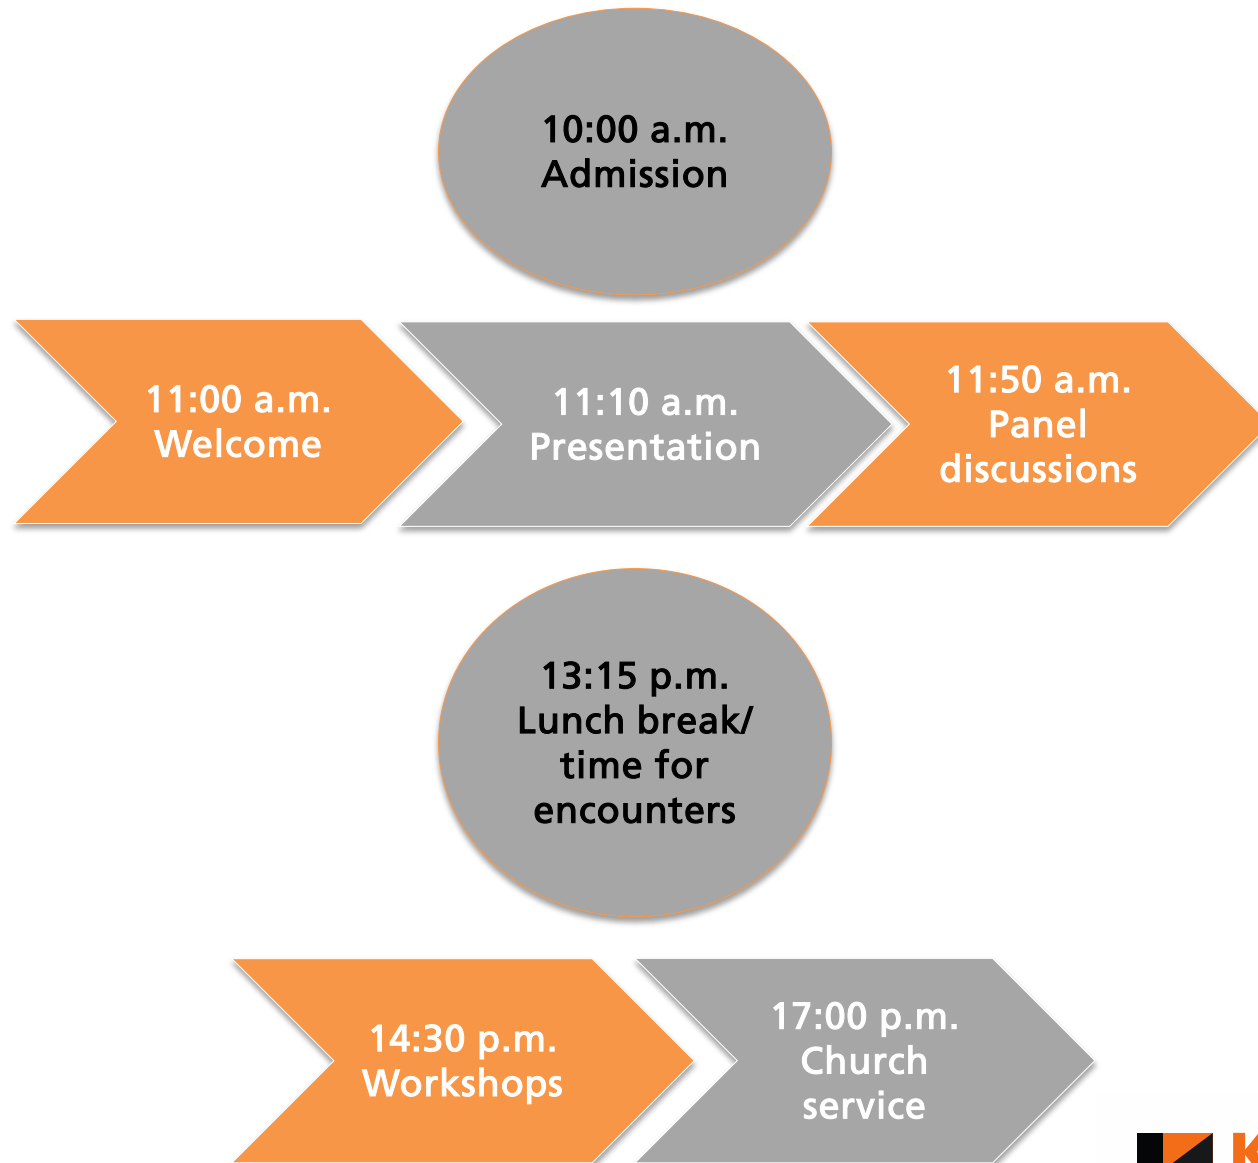 10:00 a.m.
Admission
11:00 a.m.
Welcome
11:10 a.m.
Presentation
11:50 a.m.
Panel
discussions
13:15 p.m.
Lunch break/
time for
encounters
14:30 p.m.
Workshops
17:00 p.m.
Church
service